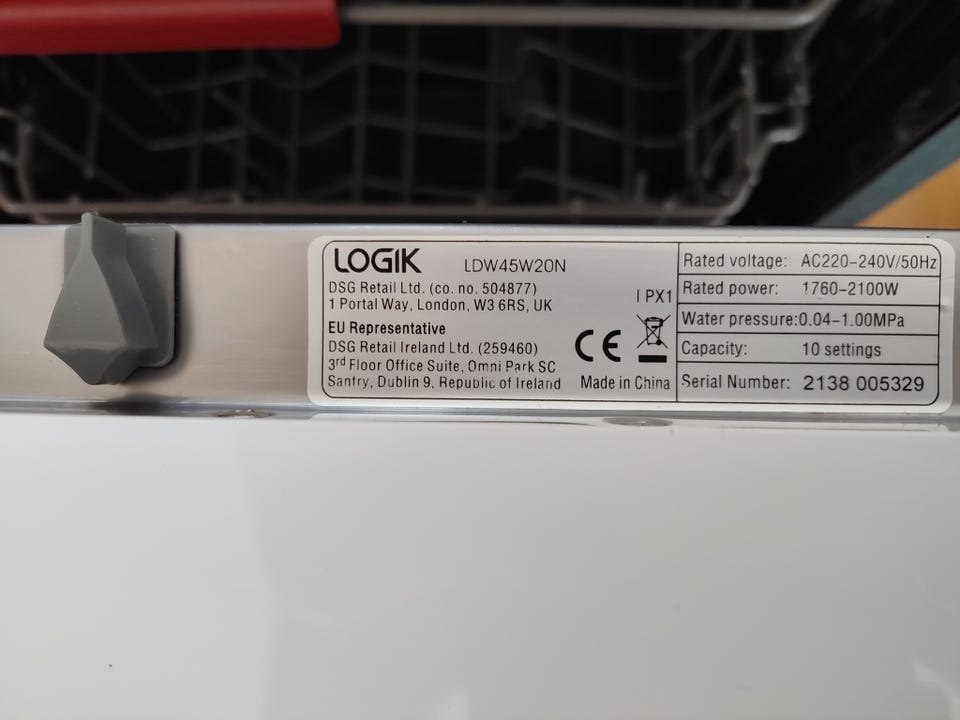 LOGIK LDW45W20N
DSG Retail Ltd. (co. no. 504877)
1 Portal Way, London, W3 6RS, UK
EU Representative
DSG Retail Ireland Ltd. (259460)
3rd Floor Office Suite, Omni Park SC
Santry, Dublin 9, Republic of Ireland
IPX1
CE
Made in China
Rated voltage: AC220-240V/50Hz
Rated power: 1760-2100W
Water pressure:0.04-1.00MPa
Capacity: 10 settings
Serial Number: 2138 005329